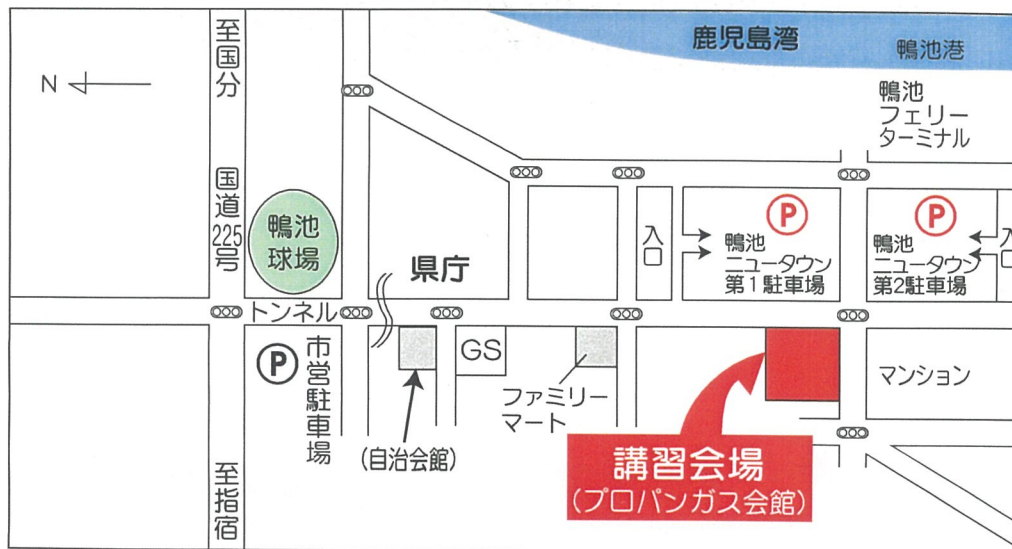 鹿児島湾
鴨池港
鴨池
フェリー
ターミナル
N
至国分
国道225号
鴨池
球場
県庁
入口
P
鴨池
ニュータウン
第1駐車場
P
鴨池
ニュータウン
第2駐車場
入口
トンネル
P
市営駐車場
(自治会館)
GS
ファミリー
マート
マンション
講習会場
(プロパンガス会館)
至指宿